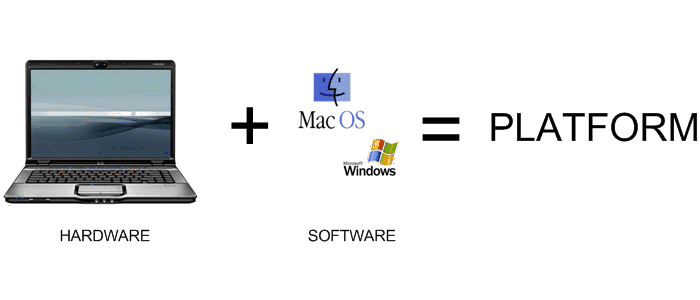 +
Mac OS
=
PLATFORM
Microsoft
Windows
HARDWARE
SOFTWARE